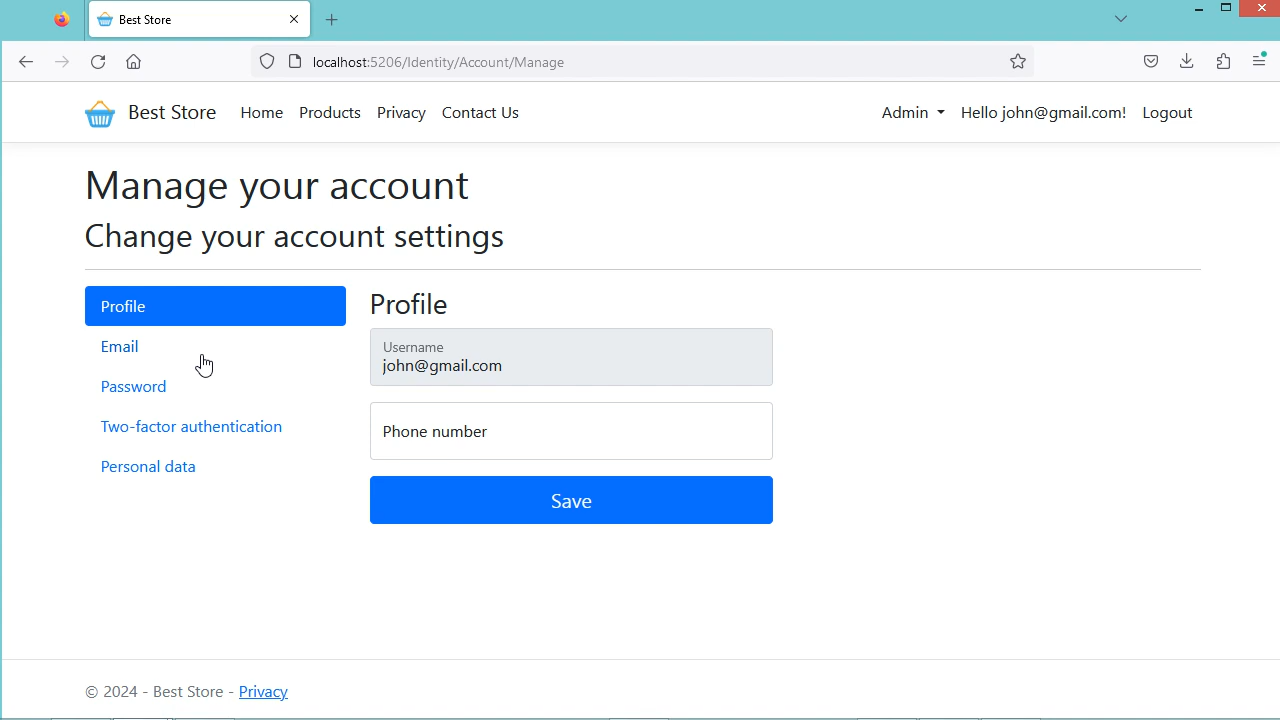 Best Store
localhost:5206/Identity/Account/Manage
Best Store Home Products Privacy Contact Us Admin Hello john@gmail.com! Logout
Manage your account
Change your account settings
Profile
Email
Password
Two-factor authentication
Personal data
Profile
Username
john@gmail.com
Phone number
Save
© 2024 - Best Store - Privacy